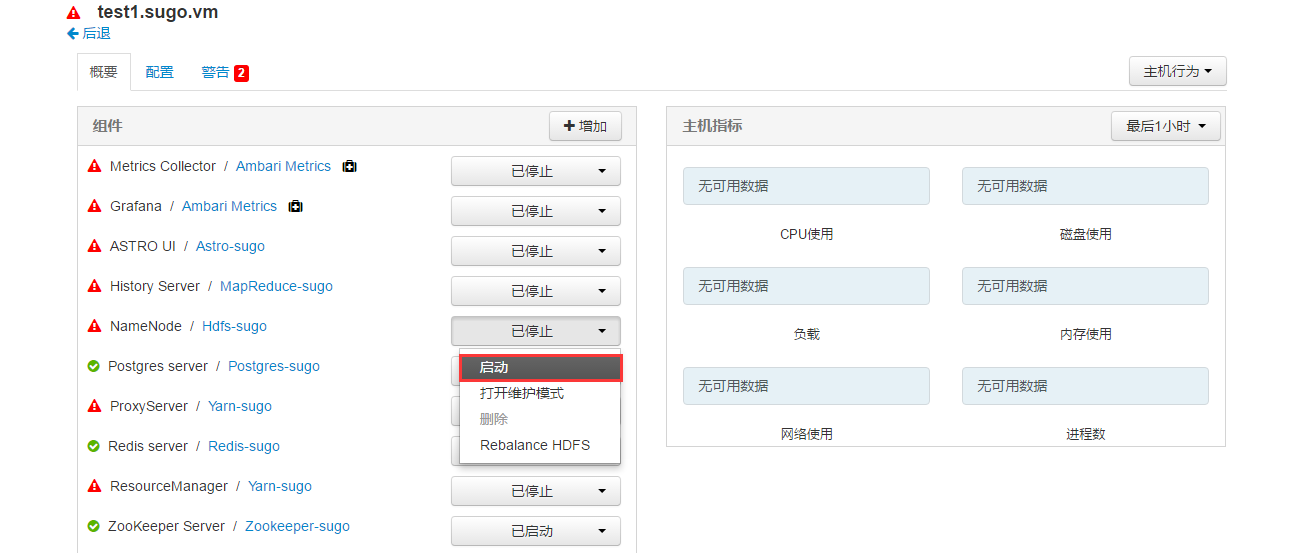 test1.sugo.vm
后退
概要 配置 警告 2 主机行为
组件 增加
Metrics Collector / Ambari Metrics 已停止
Grafana / Ambari Metrics 已停止
ASTRO UI / Astro-sugo 已停止
History Server / MapReduce-sugo 已停止
NameNode / Hdfs-sugo 已停止
启动
打开维护模式
删除
Rebalance HDFS
Postgres server / Postgres-sugo
ProxyServer / Yarn-sugo
Redis server / Redis-sugo
ResourceManager / Yarn-sugo 已停止
ZooKeeper Server / Zookeeper-sugo 已启动
主机指标 最后1小时
无可用数据 无可用数据
CPU使用 磁盘使用
无可用数据 无可用数据
负载 内存使用
无可用数据 无可用数据
网络使用 进程数